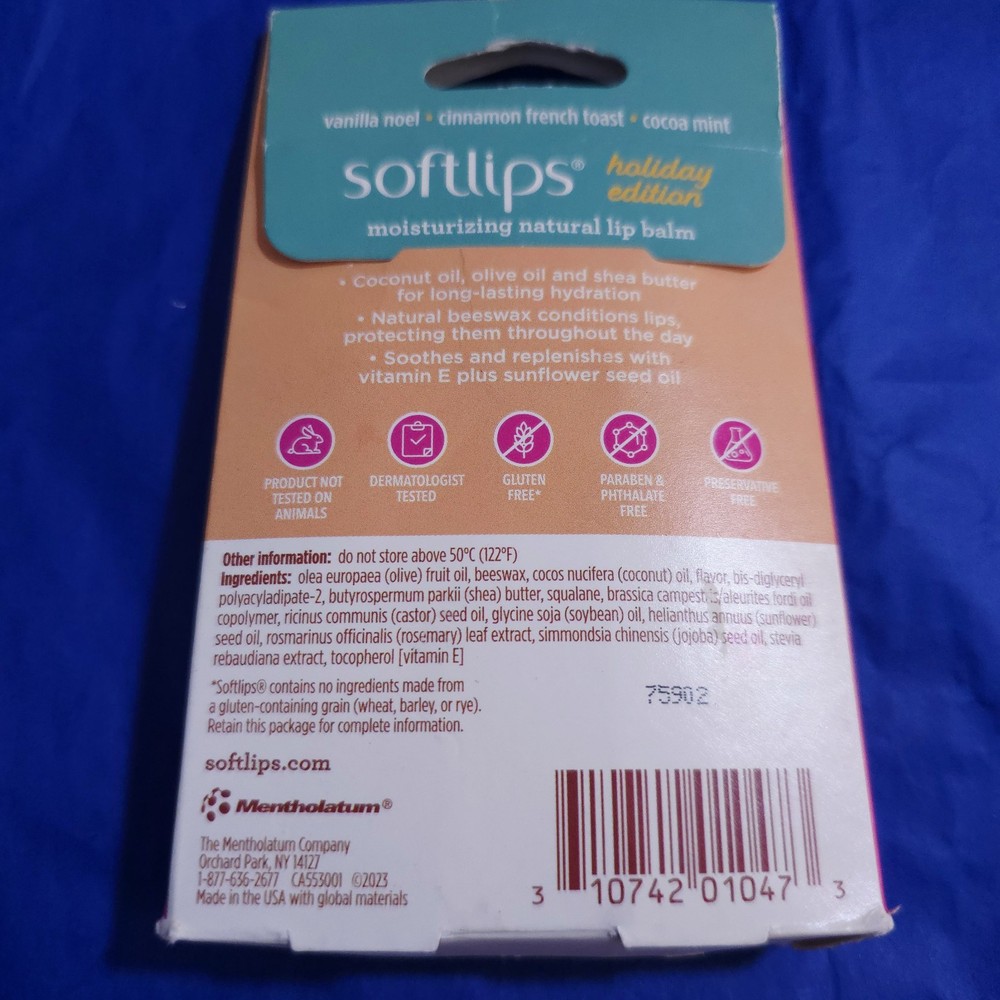 vanilla noel • cinnamon french toast • cocoa mint
softlips® holiday edition
moisturizing natural lip balm
• Coconut oil, olive oil and shea butter
for long-lasting hydration
• Natural beeswax conditions lips,
protecting them throughout the day
• Soothes and replenishes with
vitamin E plus sunflower seed oil
PRODUCT NOT
TESTED ON
ANIMALS
DERMATOLOGIST
TESTED
GLUTEN
FREE*
PARABEN &
PHTHALATE
FREE
PRESERVATIVE
FREE
Other information: do not store above 50°C (122°F)
Ingredients: olea europaea (olive) fruit oil, beeswax, cocos nucifera (coconut) oil, flavor, bis-diglyceryl
polyacyladipate-2, butyrospermum parkii (shea) butter, squalane, brassica campestris/aleurites fordi oil
copolymer, ricinus communis (castor) seed oil, glycine soja (soybean) oil, helianthus annuus (sunflower)
seed oil, rosmarinus officinalis (rosemary) leaf extract, simmondsia chinensis (jojoba) seed oil, stevia
rebaudiana extract, tocopherol [vitamin E]
*Softlips® contains no ingredients made from
a gluten-containing grain (wheat, barley, or rye).
Retain this package for complete information.
75902
softlips.com
Mentholatum®
The Mentholatum Company
Orchard Park, NY 14127
1-877-636-2677 CA553001 ©2023
Made in the USA with global materials
3 10742 01047 3